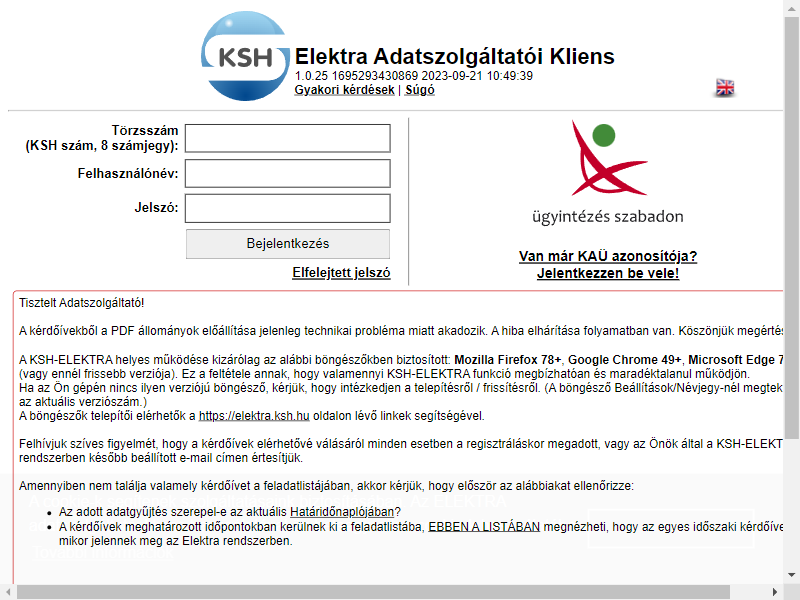 KSH
Elektra Adatszolgáltatói Kliens
1.0.25 1695293430869 2023-09-21 10:49:39
Gyakori kérdések | Súgó
Törzsszám
(KSH szám, 8 számjegy):
Felhasználónév:
Jelszó:
Bejelentkezés
Elfelejtett jelszó
ügyintézés szabadon
Van már KAÜ azonosítója?
Jelentkezzen be vele!
Tisztelt Adatszolgáltató!
A kérdőívekből a PDF állományok előállítása jelenleg technikai probléma miatt akadozik. A hiba elhárítása folyamatban van. Köszönjük megértés
A KSH-ELEKTRA helyes működése kizárólag az alábbi böngészőkben biztosított: Mozilla Firefox 78+, Google Chrome 49+, Microsoft Edge 7
(vagy ennél frissebb verziója). Ez a feltétele annak, hogy valamennyi KSH-ELEKTRA funkció megbízhatóan és maradéktalanul működjön.
Ha az Ön gépén nincs ilyen verziójú böngésző, kérjük, hogy intézkedjen a telepítésről / frissítésről. (A böngésző Beállítások/Névjegy-nél megtek
az aktuális verziószám.)
A böngészők telepítői elérhetők a https://elektra.ksh.hu oldalon lévő linkek segítségével.
Felhívjuk szíves figyelmét, hogy a kérdőívek elérhetővé válásáról minden esetben a regisztráláskor megadott, vagy az Önök által a KSH-ELEKT
rendszerben később beállított e-mail címen értesítjük.
Amennyiben nem találja valamely kérdőívet a feladatlistájában, akkor kérjük, hogy először az alábbiakat ellenőrizze:
• Az adott adatgyűjtés szerepel-e az aktuális Határidőnaplójában?
• A kérdőívek meghatározott időpontokban kerülnek ki a feladatlistába, EBBEN A LISTÁBAN megnézheti, hogy az egyes időszaki kérdőíve
mikor jelennek meg az Elektra rendszerben.